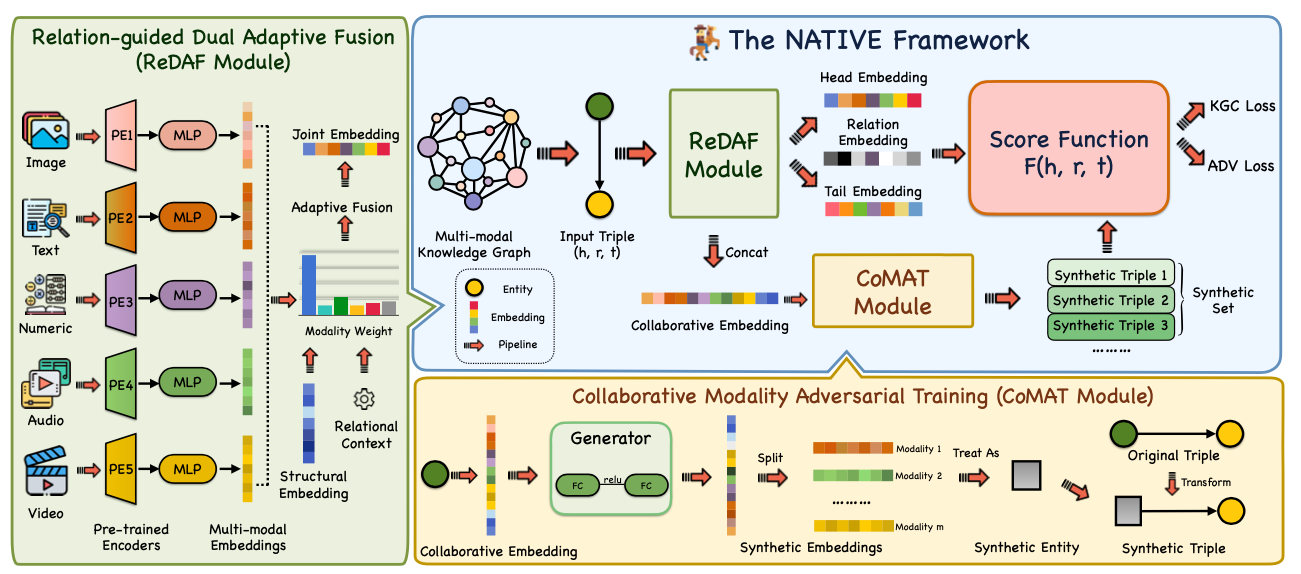 Relation-guided Dual Adaptive Fusion
(ReDAF Module)
Image
PE1
MLP
Text
PE2
MLP
Numeric
PE3
MLP
Audio
PE4
MLP
Video
PE5
MLP
Pre-trained
Encoders
Multi-modal
Embeddings
Joint Embedding
Adaptive Fusion
Modality Weight
Structural
Embedding
Relational
Context
The NATIVE Framework
Multi-modal
Knowledge Graph
Input Triple
(h, r, t)
Entity
Embedding
Pipeline
ReDAF
Module
Head Embedding
Relation
Embedding
Tail Embedding
Score Function
F(h, r, t)
KGC Loss
ADV Loss
Concat
Collaborative Embedding
CoMAT
Module
Synthetic Triple 1
Synthetic Triple 2
Synthetic Triple 3
………
Synthetic
Set
Collaborative Modality Adversarial Training (CoMAT Module)
Collaborative Embedding
Generator
FC
relu
FC
Split
Modality 1
Modality 2
………
Modality m
Synthetic Embeddings
Treat As
Synthetic Entity
Original Triple
Transform
Synthetic Triple